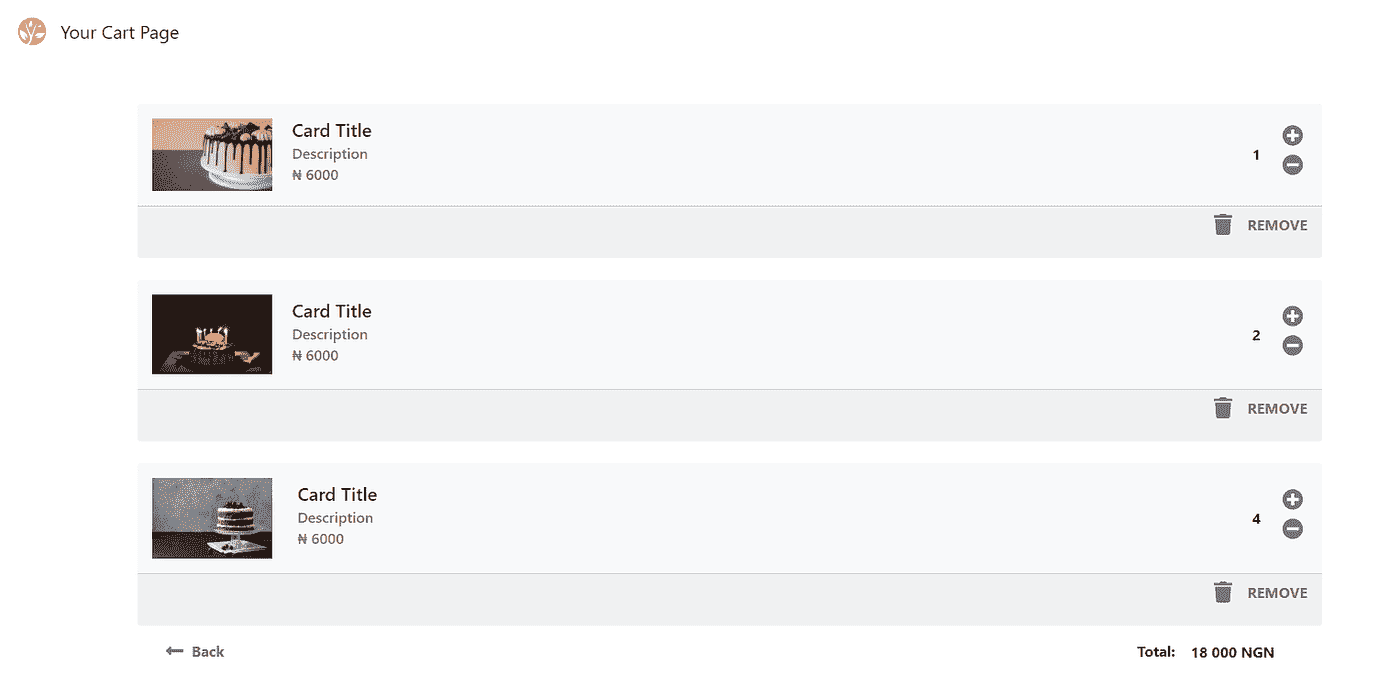 Your Cart Page
Card Title
Description
₦ 6000
1
REMOVE
Card Title
Description
₦ 6000
2
REMOVE
Card Title
Description
₦ 6000
4
REMOVE
Back
Total: 18 000 NGN